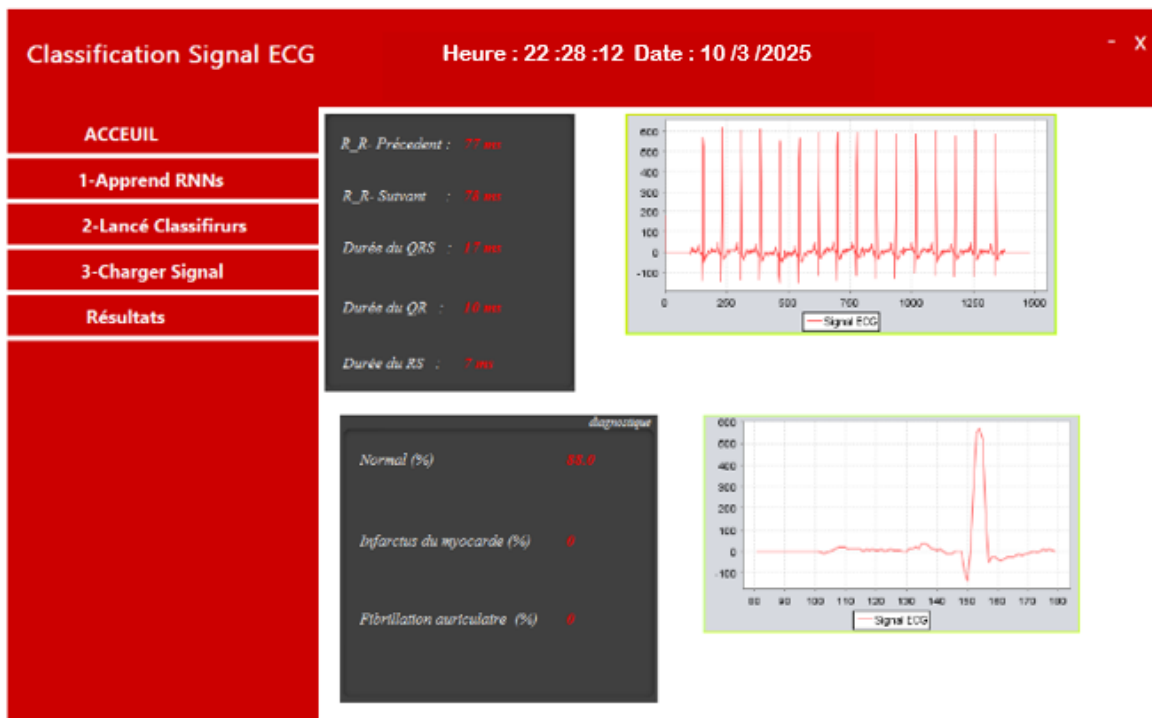 Classification Signal ECG
Heure : 22 :28 :12 Date : 10 /3 /2025
- X
ACCEUIL
1-Apprend RNNs
2-Lancé Classifirurs
3-Charger Signal
Résultats
R_R- Précedent : 77 ms
R_R- Suivant : 78 ms
Durée du QRS : 17 ms
Durée du QR : 10 ms
Durée du RS : 7 ms
600
500
400
300
200
100
0
-100
0 250 500 750 1000 1250 1500
Signal ECG
diagnostique
Normal (%) 88.0
Infarctus du myocarde (%) 0
Fibrillation auriculaire (%) 0
600
500
400
300
200
100
0
-100
80 90 100 110 120 130 140 150 160 170 180
Signal ECG